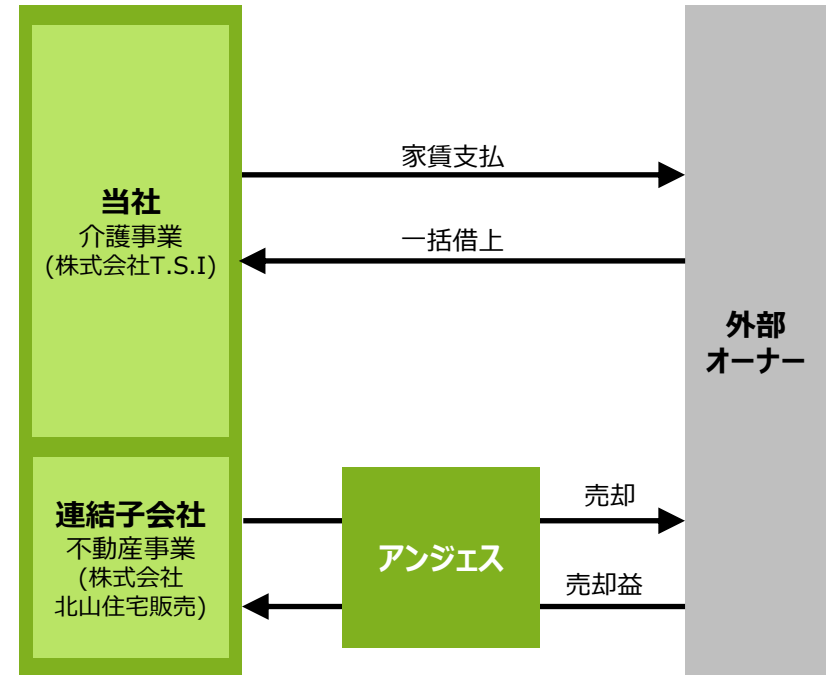 当社
介護事業
(株式会社T.S.I)
家賃支払
一括借上
外部
オーナー
連結子会社
不動産事業
(株式会社
北山住宅販売)
アンジェス
売却
売却益